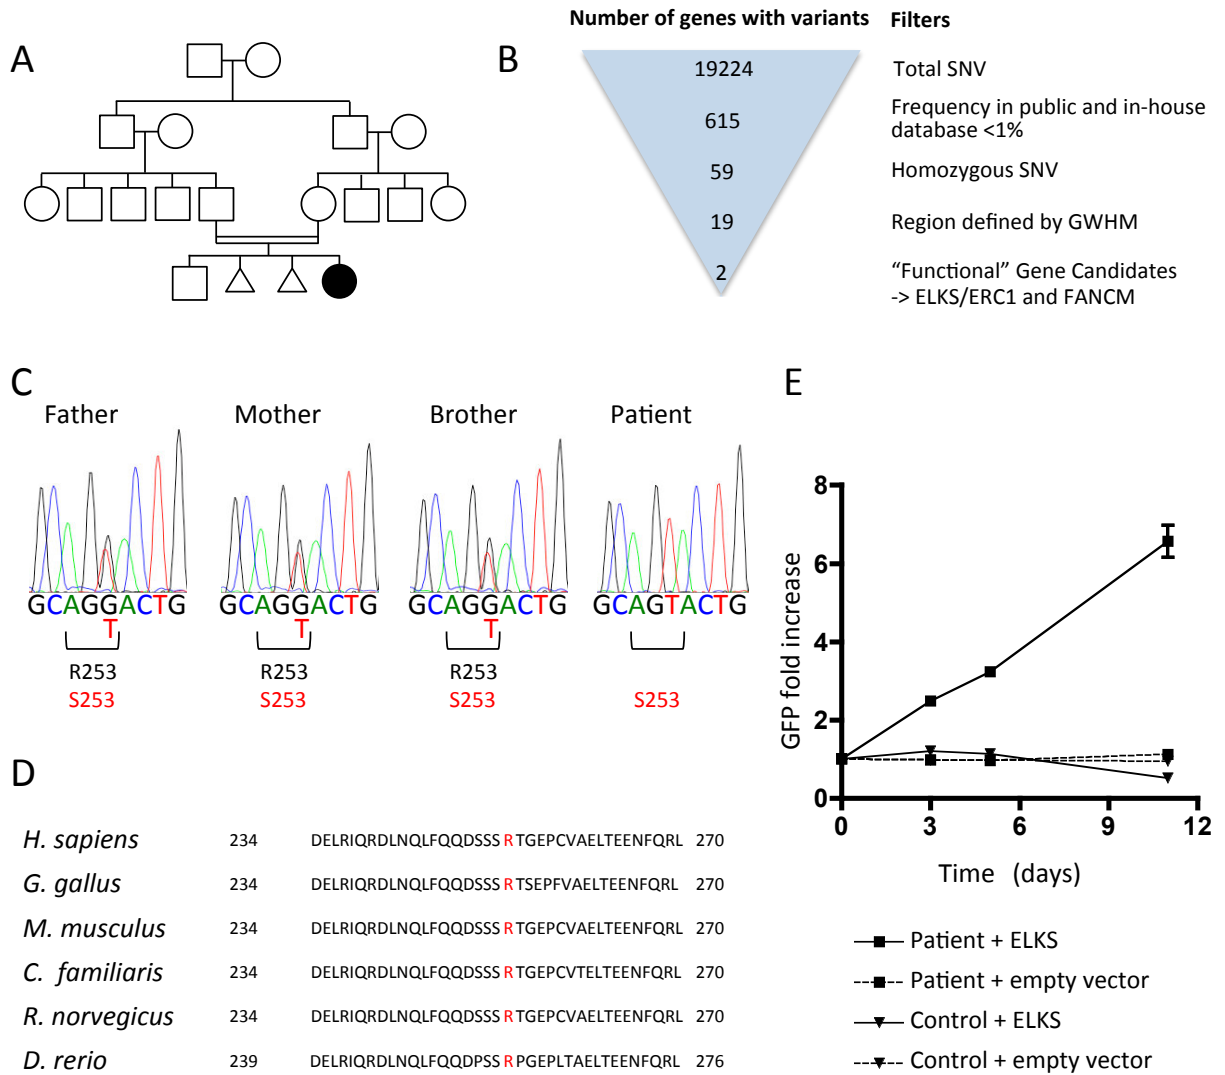 A
B
Number of genes with variants Filters
19224 Total SNV
615 Frequency in public and in-house
database <1%
59 Homozygous SNV
19 Region defined by GWHM
2 “Functional” Gene Candidates
-> ELKS/ERC1 and FANCM
C
Father Mother Brother Patient
GCAGGACTG GCAGGACTG GCAGGACTG GCAGTACTG
T T T
R253 R253 R253
S253 S253 S253 S253
D
H. sapiens 234 DELRIQRDLNQLFQQDSSS R TGEPCVAELTEENFQRL 270
G. gallus 234 DELRIQRDLNQLFQQDSSS R TSEPFVAELTEENFQRL 270
M. musculus 234 DELRIQRDLNQLFQQDSSS R TGEPCVAELTEENFQRL 270
C. familiaris 234 DELRIQRDLNQLFQQDSSS R TGEPCVTELTEENFQRL 270
R. norvegicus 234 DELRIQRDLNQLFQQDSSS R TGEPCVAELTEENFQRL 270
D. rerio 239 DELRIQRDLNQLFQQDPSS R PGEPLTAELTEENFQRL 276
E
GFP fold increase
8
6
4
2
0
0 3 6 9 12
Time (days)
Patient + ELKS
Patient + empty vector
Control + ELKS
Control + empty vector